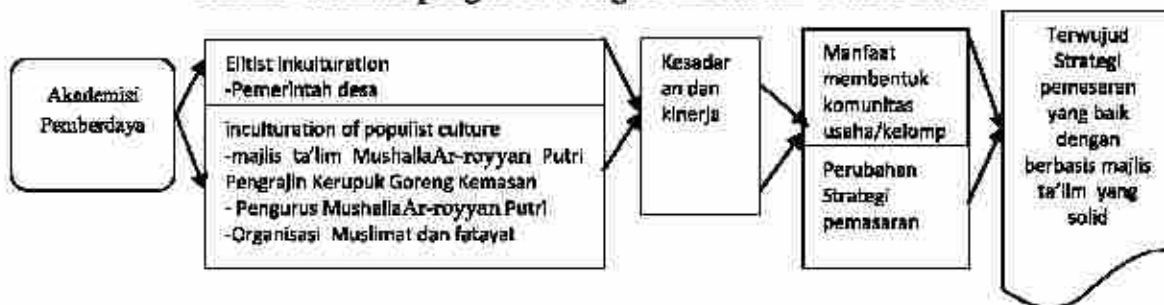 Akademisi
Pemberdaya
Elitist Inkulturation
-Pemerintah desa
inculturation of populist culture
-majlis ta'lim MushallaAr-royyan Putri
Pengrajin Kerupuk Goreng Kemasan
- Pengurus MushallaAr-royyan Putri
-Organisasi Muslimat dan fatayat
Kesadar
an dan
kinerja
Manfaat
membentuk
komunitas
usaha/kelomp
Perubahan
Strategi
pemasaran
Terwujud
Strategi
pemasaran
yang baik
dengan
berbasis majlis
ta'lim yang
solid